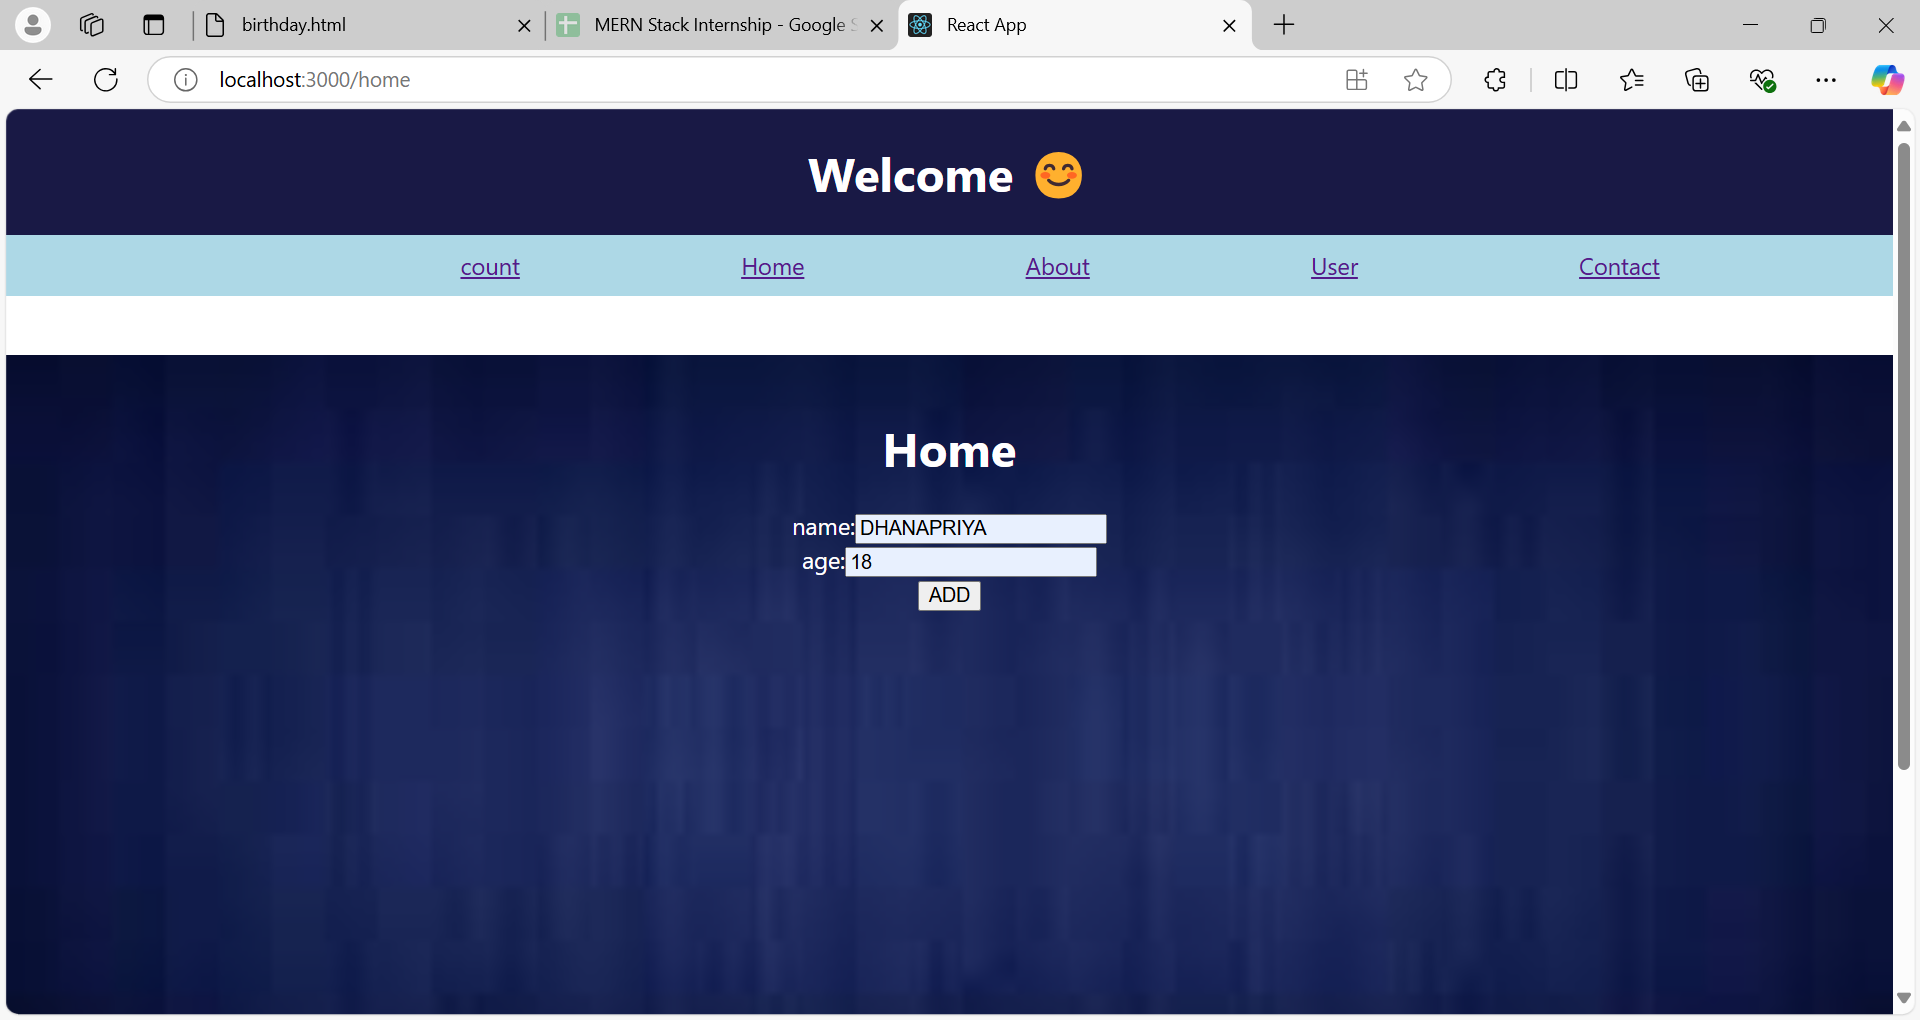 birthday.html
MERN Stack Internship - Google S
React App
localhost:3000/home
Welcome 😊
count Home About User Contact
Home
name:DHANAPRIYA
age:18
ADD